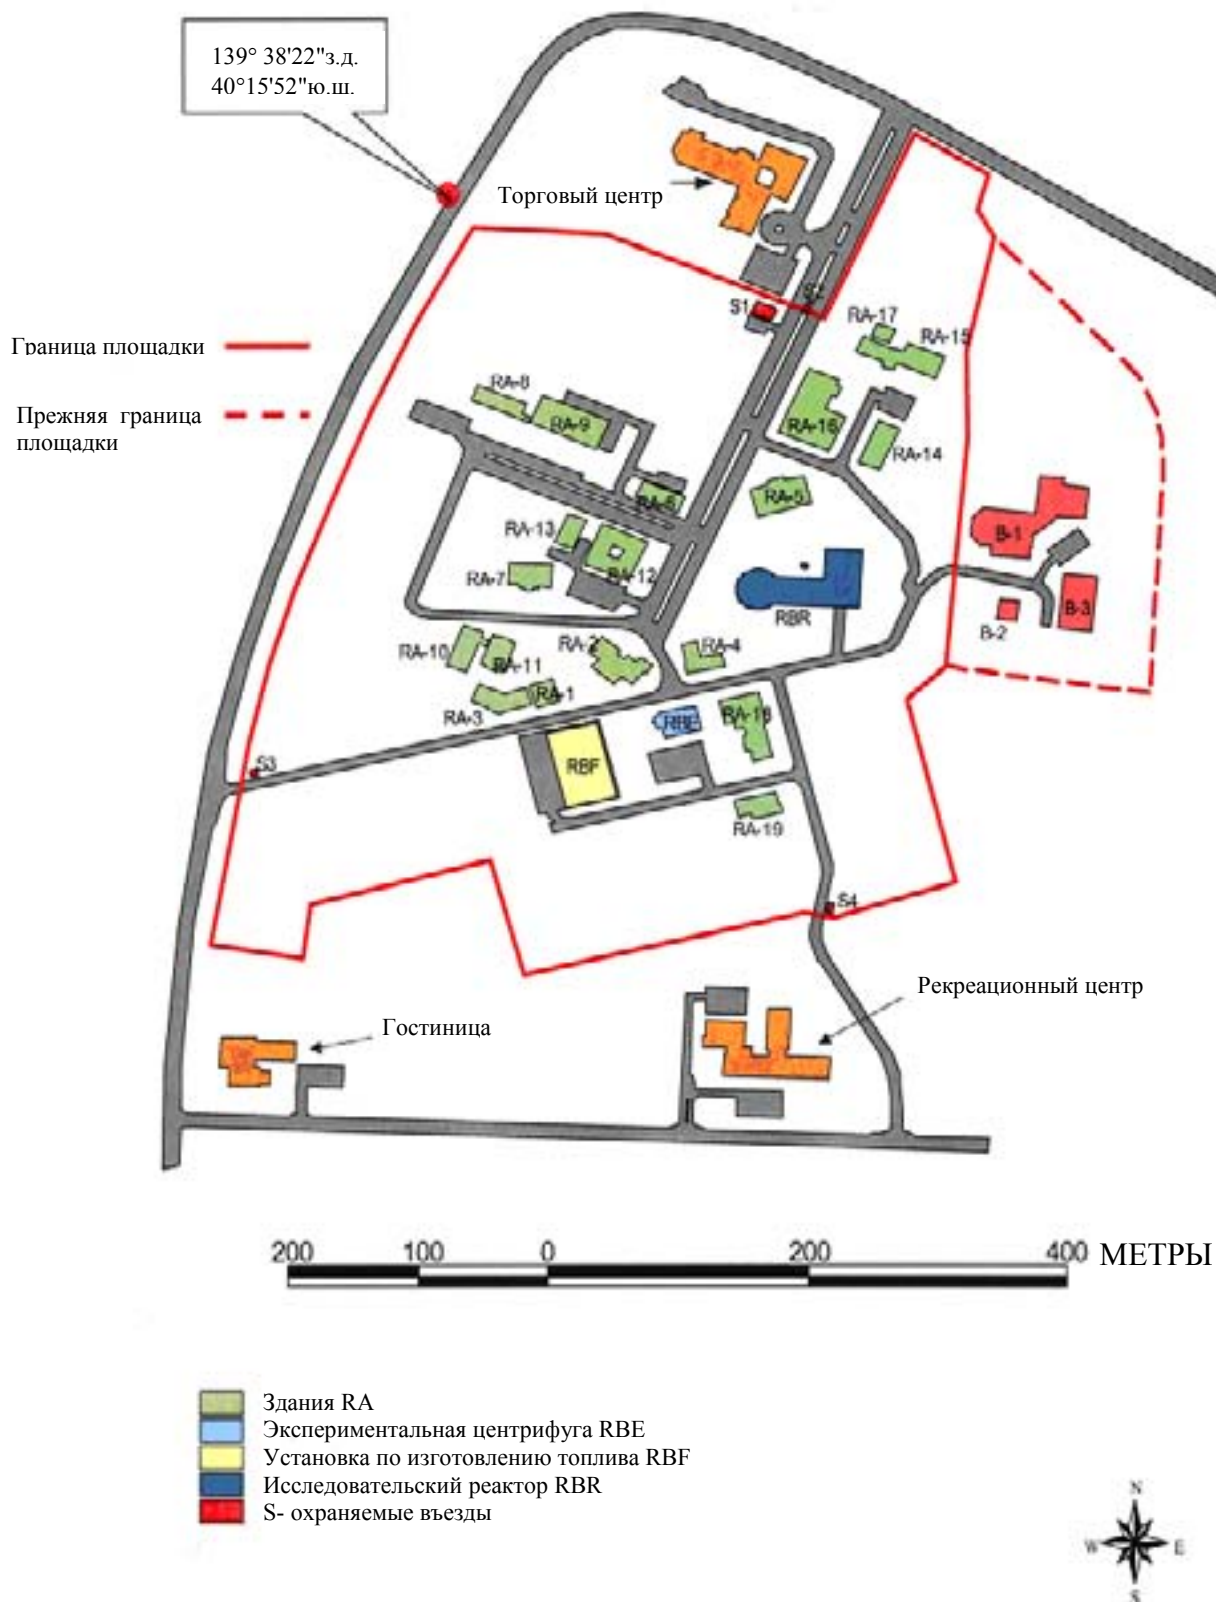 139° 38'22"з.д.
40°15'52"ю.ш.
Торговый центр
S1
S2
RA-17
RA-15
Граница площадки
RA-8
Прежняя граница
площадки
RA-9
RA-16
RA-14
RA-6
RA-5
RA-13
B-1
RA-7
RA-12
RBR
B-3
B-2
RA-10
RA-11
RA-2
RA-4
RA-1
RA-3
RBE
RA-18
S3
RBF
RA-19
S4
Рекреационный центр
Гостиница
200 100 0 200 400 МЕТРЫ
Здания RA
Экспериментальная центрифуга RBE
Установка по изготовлению топлива RBF
Исследовательский реактор RBR
S- охраняемые въезды
N
W E
S